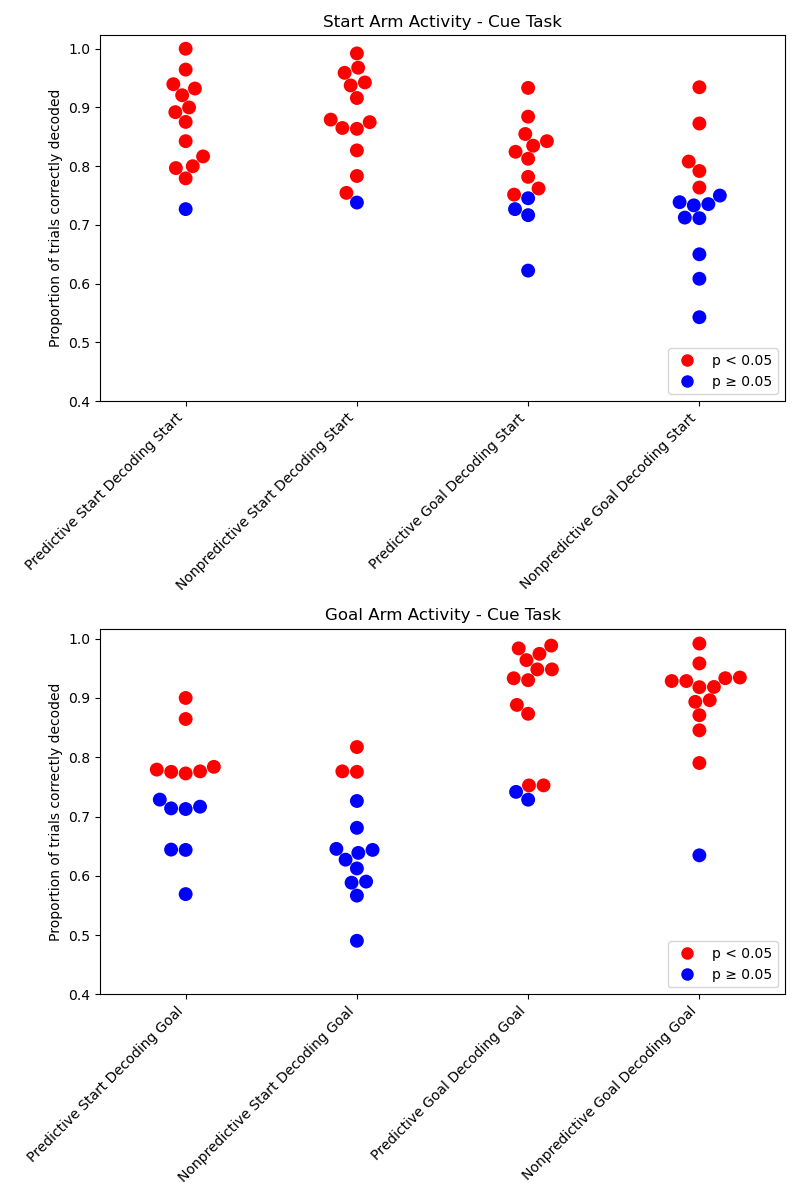 Start Arm Activity - Cue Task
Proportion of trials correctly decoded
1.0
0.9
0.8
0.7
0.6
0.5
0.4
p < 0.05
p ≥ 0.05
Predictive Start Decoding Start
Nonpredictive Start Decoding Start
Predictive Goal Decoding Start
Nonpredictive Goal Decoding Start
Goal Arm Activity - Cue Task
Proportion of trials correctly decoded
1.0
0.9
0.8
0.7
0.6
0.5
0.4
p < 0.05
p ≥ 0.05
Predictive Start Decoding Goal
Nonpredictive Start Decoding Goal
Predictive Goal Decoding Goal
Nonpredictive Goal Decoding Goal